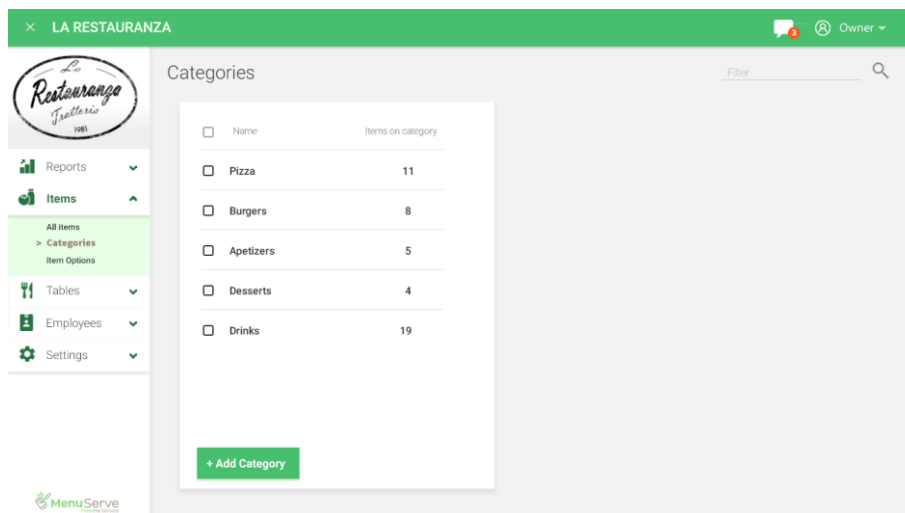 × LA RESTAURANZA
3
Owner
La
Restauranza
Trattoria
1981
Categories
Filter
Name Items on category
Pizza 11
Burgers 8
Apetizers 5
Desserts 4
Drinks 19
+ Add Category
Reports
Items
All items
> Categories
Item Options
Tables
Employees
Settings
MenuServe